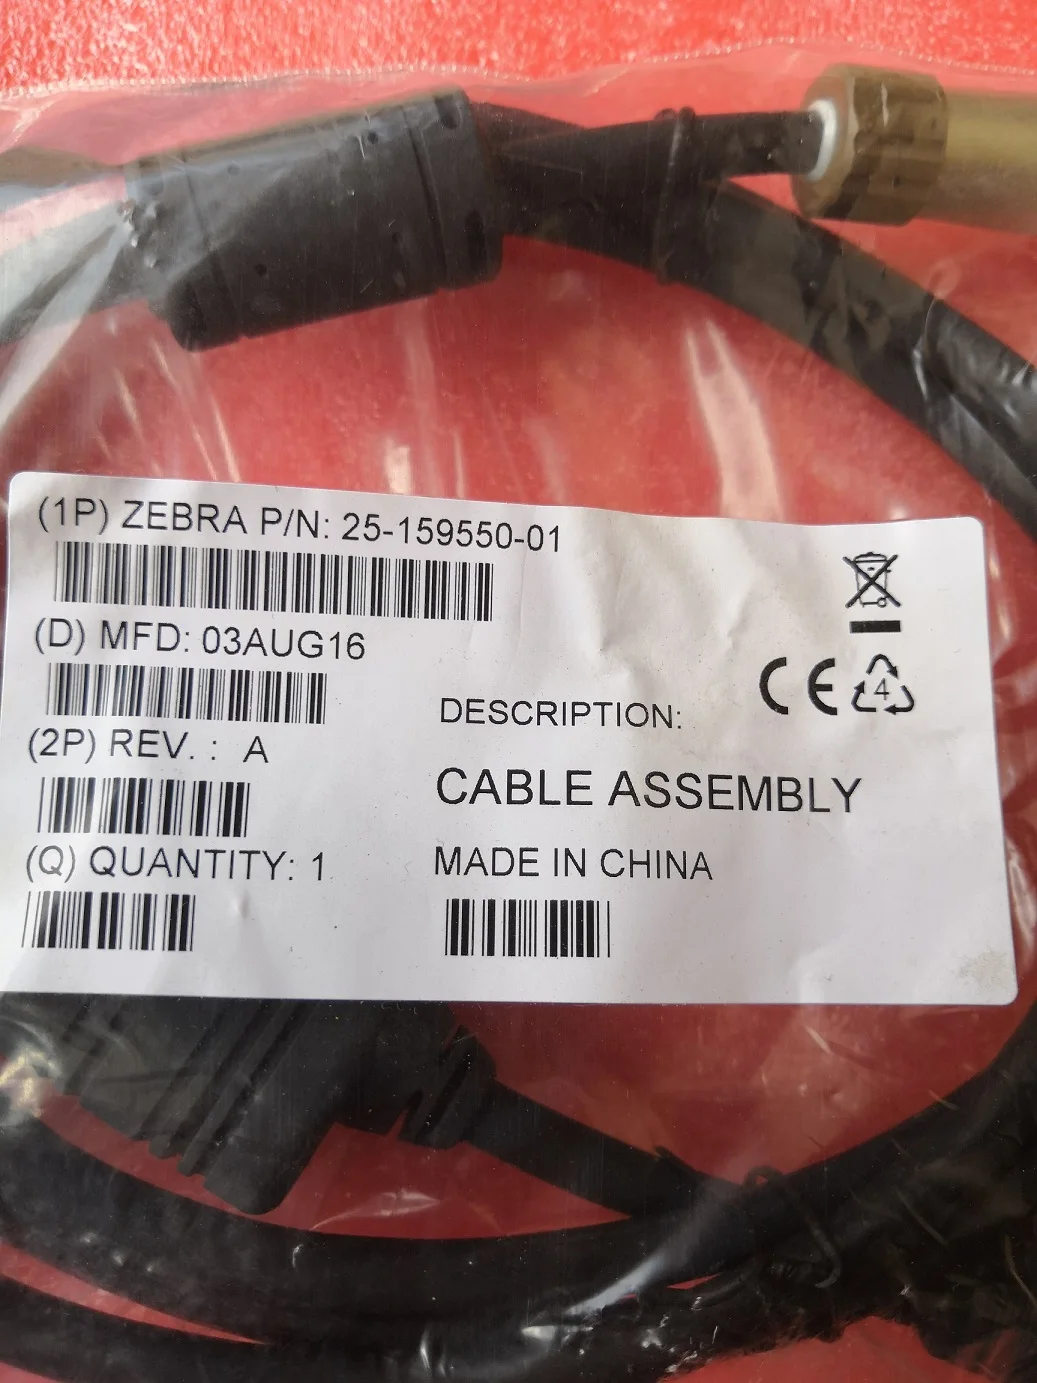 (1P) ZEBRA P/N: 25-159550-01
(D) MFD: 03AUG16
(2P) REV. : A
(Q) QUANTITY: 1
CE
4
DESCRIPTION:
CABLE ASSEMBLY
MADE IN CHINA